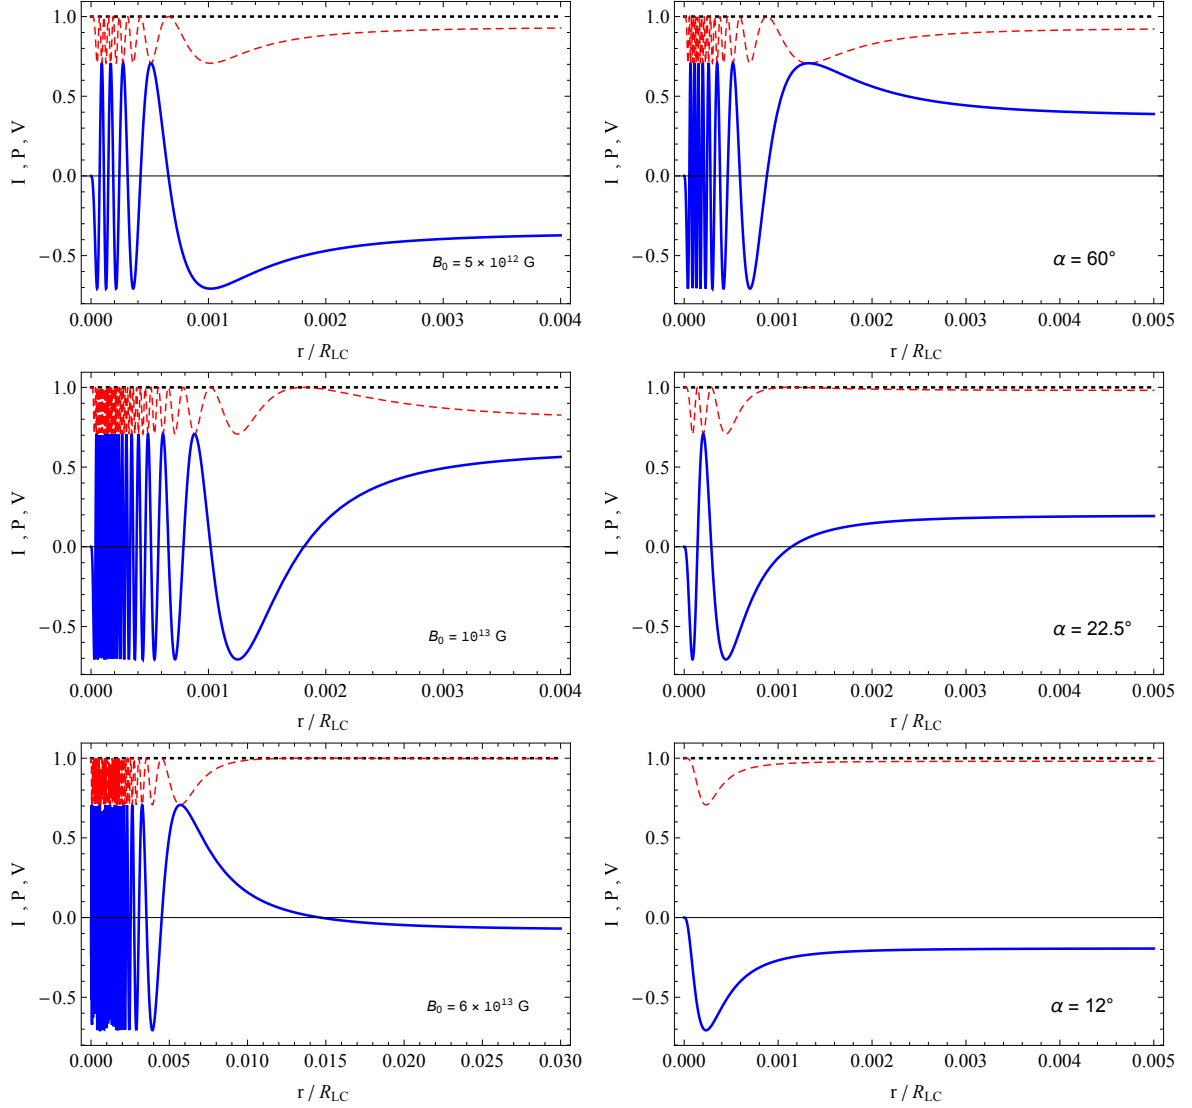 1.0
0.5
0.0
−0.5
I , P , V
B0 = 5 × 10^12 G
0.000 0.001 0.002 0.003 0.004
r / RLC
1.0
0.5
0.0
−0.5
I , P , V
α = 60°
0.000 0.001 0.002 0.003 0.004 0.005
r / RLC
1.0
0.5
0.0
−0.5
I , P , V
B0 = 10^13 G
0.000 0.001 0.002 0.003 0.004
r / RLC
1.0
0.5
0.0
−0.5
I , P , V
α = 22.5°
0.000 0.001 0.002 0.003 0.004 0.005
r / RLC
1.0
0.5
0.0
−0.5
I , P , V
B0 = 6 × 10^13 G
0.000 0.005 0.010 0.015 0.020 0.025 0.030
r / RLC
1.0
0.5
0.0
−0.5
I , P , V
α = 12°
0.000 0.001 0.002 0.003 0.004 0.005
r / RLC